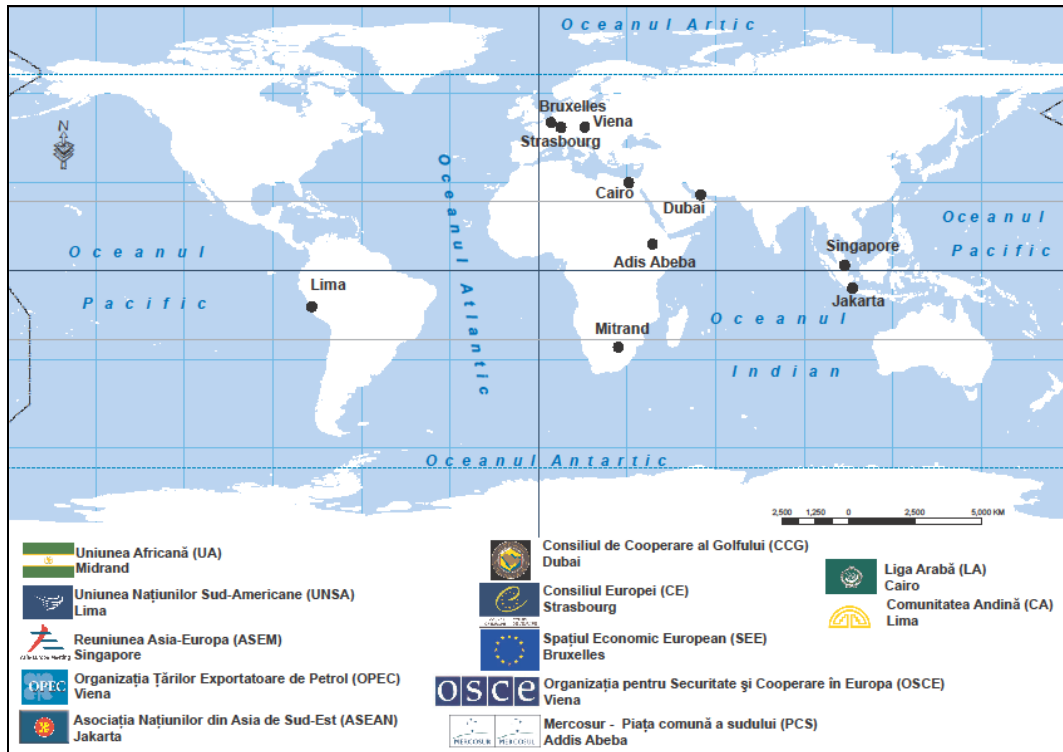 Oceanul Artic
N
Bruxelles
Viena
Strasbourg
Cairo
Dubai
Oceanul Atlantic
Oceanul
Pacific
Oceanul
Pacific
Adis Abeba
Singapore
Jakarta
Lima
Mitrand
Oceanul
Indian
Oceanul Antartic
2,500 1,250 0 2,500 5,000 KM
Uniunea Africană (UA)
Midrand
Uniunea Națiunilor Sud-Americane (UNSA)
Lima
Reuniunea Asia-Europa (ASEM)
Singapore
OPEC
Organizația Țărilor Exportatoare de Petrol (OPEC)
Viena
Asociația Națiunilor din Asia de Sud-Est (ASEAN)
Jakarta
Consiliul de Cooperare al Golfului (CCG)
Dubai
Consiliul Europei (CE)
Strasbourg
Spațiul Economic European (SEE)
Bruxelles
osce
Organizația pentru Securitate și Cooperare în Europa (OSCE)
Viena
MERCOSUR MERCOSUL
Mercosur - Piața comună a sudului (PCS)
Addis Abeba
Liga Arabă (LA)
Cairo
Comunitatea Andină (CA)
Lima